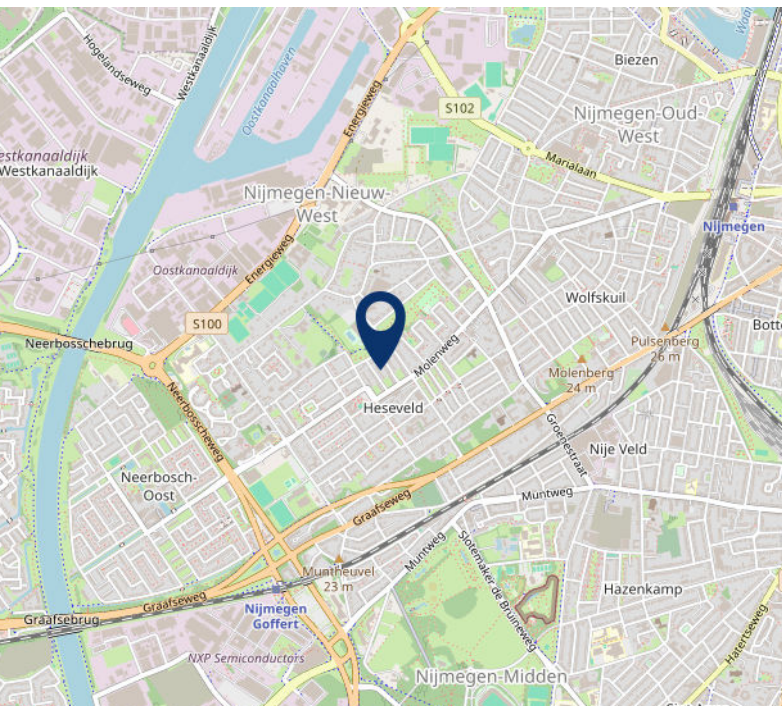 Hogelandseweg
Westkanaaldijk
Oostkanaalhaven
Energieweg
Biezen
S102
Nijmegen-Oud-
West
Marialaan
estkanaaldijk
Westkanaaldijk
Nijmegen-Nieuw-
West
Nijmegen
Oostkanaaldijk
Energieweg
Wolfskuil
S100
Neerbosschebrug
Pulsenberg
26 m
Molenweg
Molenberg
24 m
Neerbosscheweg
Heseveld
Groenestraat
Nije Veld
Neerbosch-
Oost
Graafseweg
Muntweg
Muntweg
Slotemaker de Bruïneweg
Muntheuvel
23 m
Hazenkamp
Graafseweg
Nijmegen
Goffert
Graafsebrug
Hatertseweg
NXP Semiconductors
Nijmegen-Midden